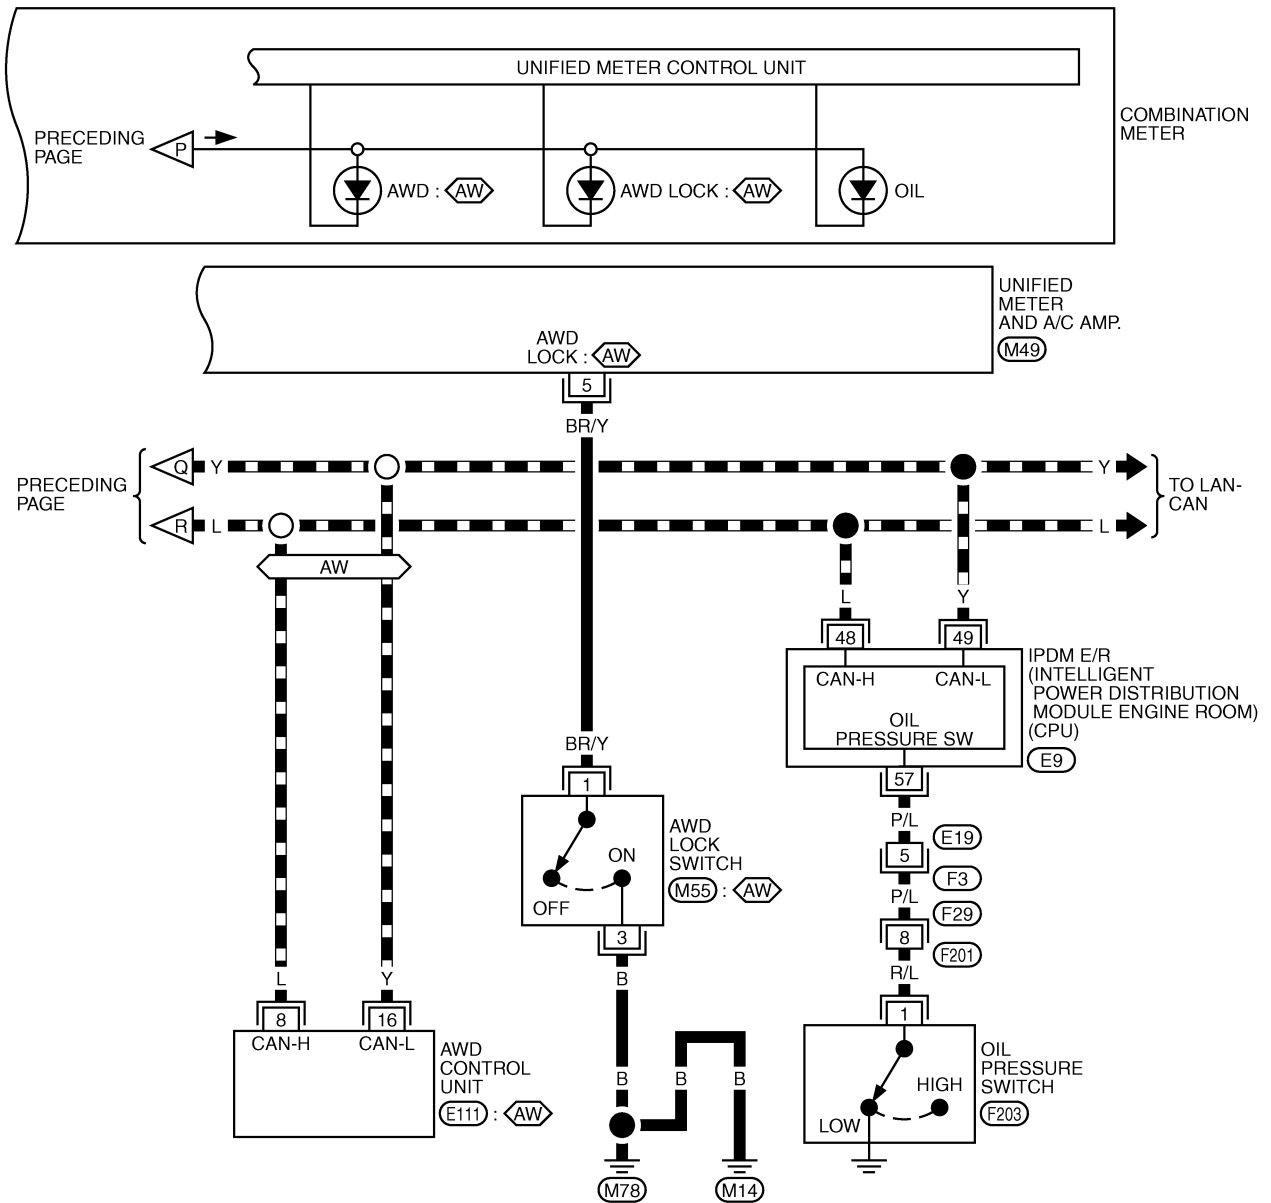 UNIFIED METER CONTROL UNIT
COMBINATION
METER
PRECEDING
PAGE
P
AWD : AW
AWD LOCK : AW
OIL
UNIFIED
METER
AND A/C AMP.
M49
AWD
LOCK : AW
5
BR/Y
PRECEDING
PAGE
Q
Y
Y
R
L
L
TO LAN-
CAN
AW
L
Y
48
49
CAN-H
CAN-L
OIL
PRESSURE SW
IPDM E/R
(INTELLIGENT
POWER DISTRIBUTION
MODULE ENGINE ROOM)
(CPU)
E9
57
BR/Y
1
AWD
LOCK
SWITCH
M55 : AW
ON
OFF
3
B
P/L
E19
5
F3
P/L
F29
8
F201
R/L
1
L
Y
8
16
CAN-H
CAN-L
AWD
CONTROL
UNIT
E111 : AW
B
B
B
M78
M14
OIL
PRESSURE
SWITCH
F203
HIGH
LOW